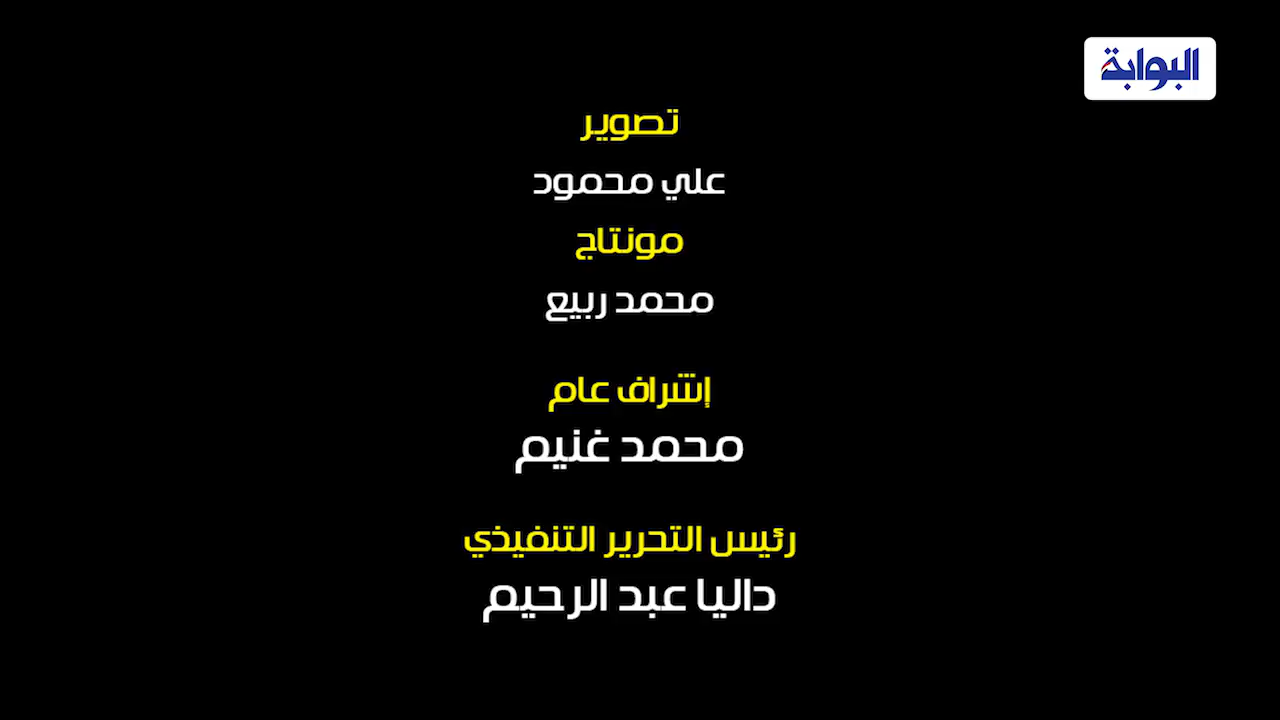 البوابة
تصوير
علي محمود
مونتاج
محمد ربيع
إشراف عام
محمد غنيم
رئيس التحرير التنفيذي
داليا عبد الرحيم